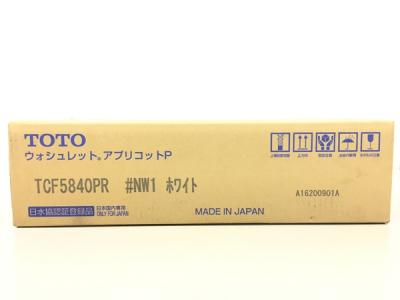 TOTO
ウォシュレット®アプリコットP
TCF5840PR #NW1 ホワイト
A16200901A
日水協認証登録品
日本国内専用
ONLY FOR JAPAN
MADE IN JAPAN